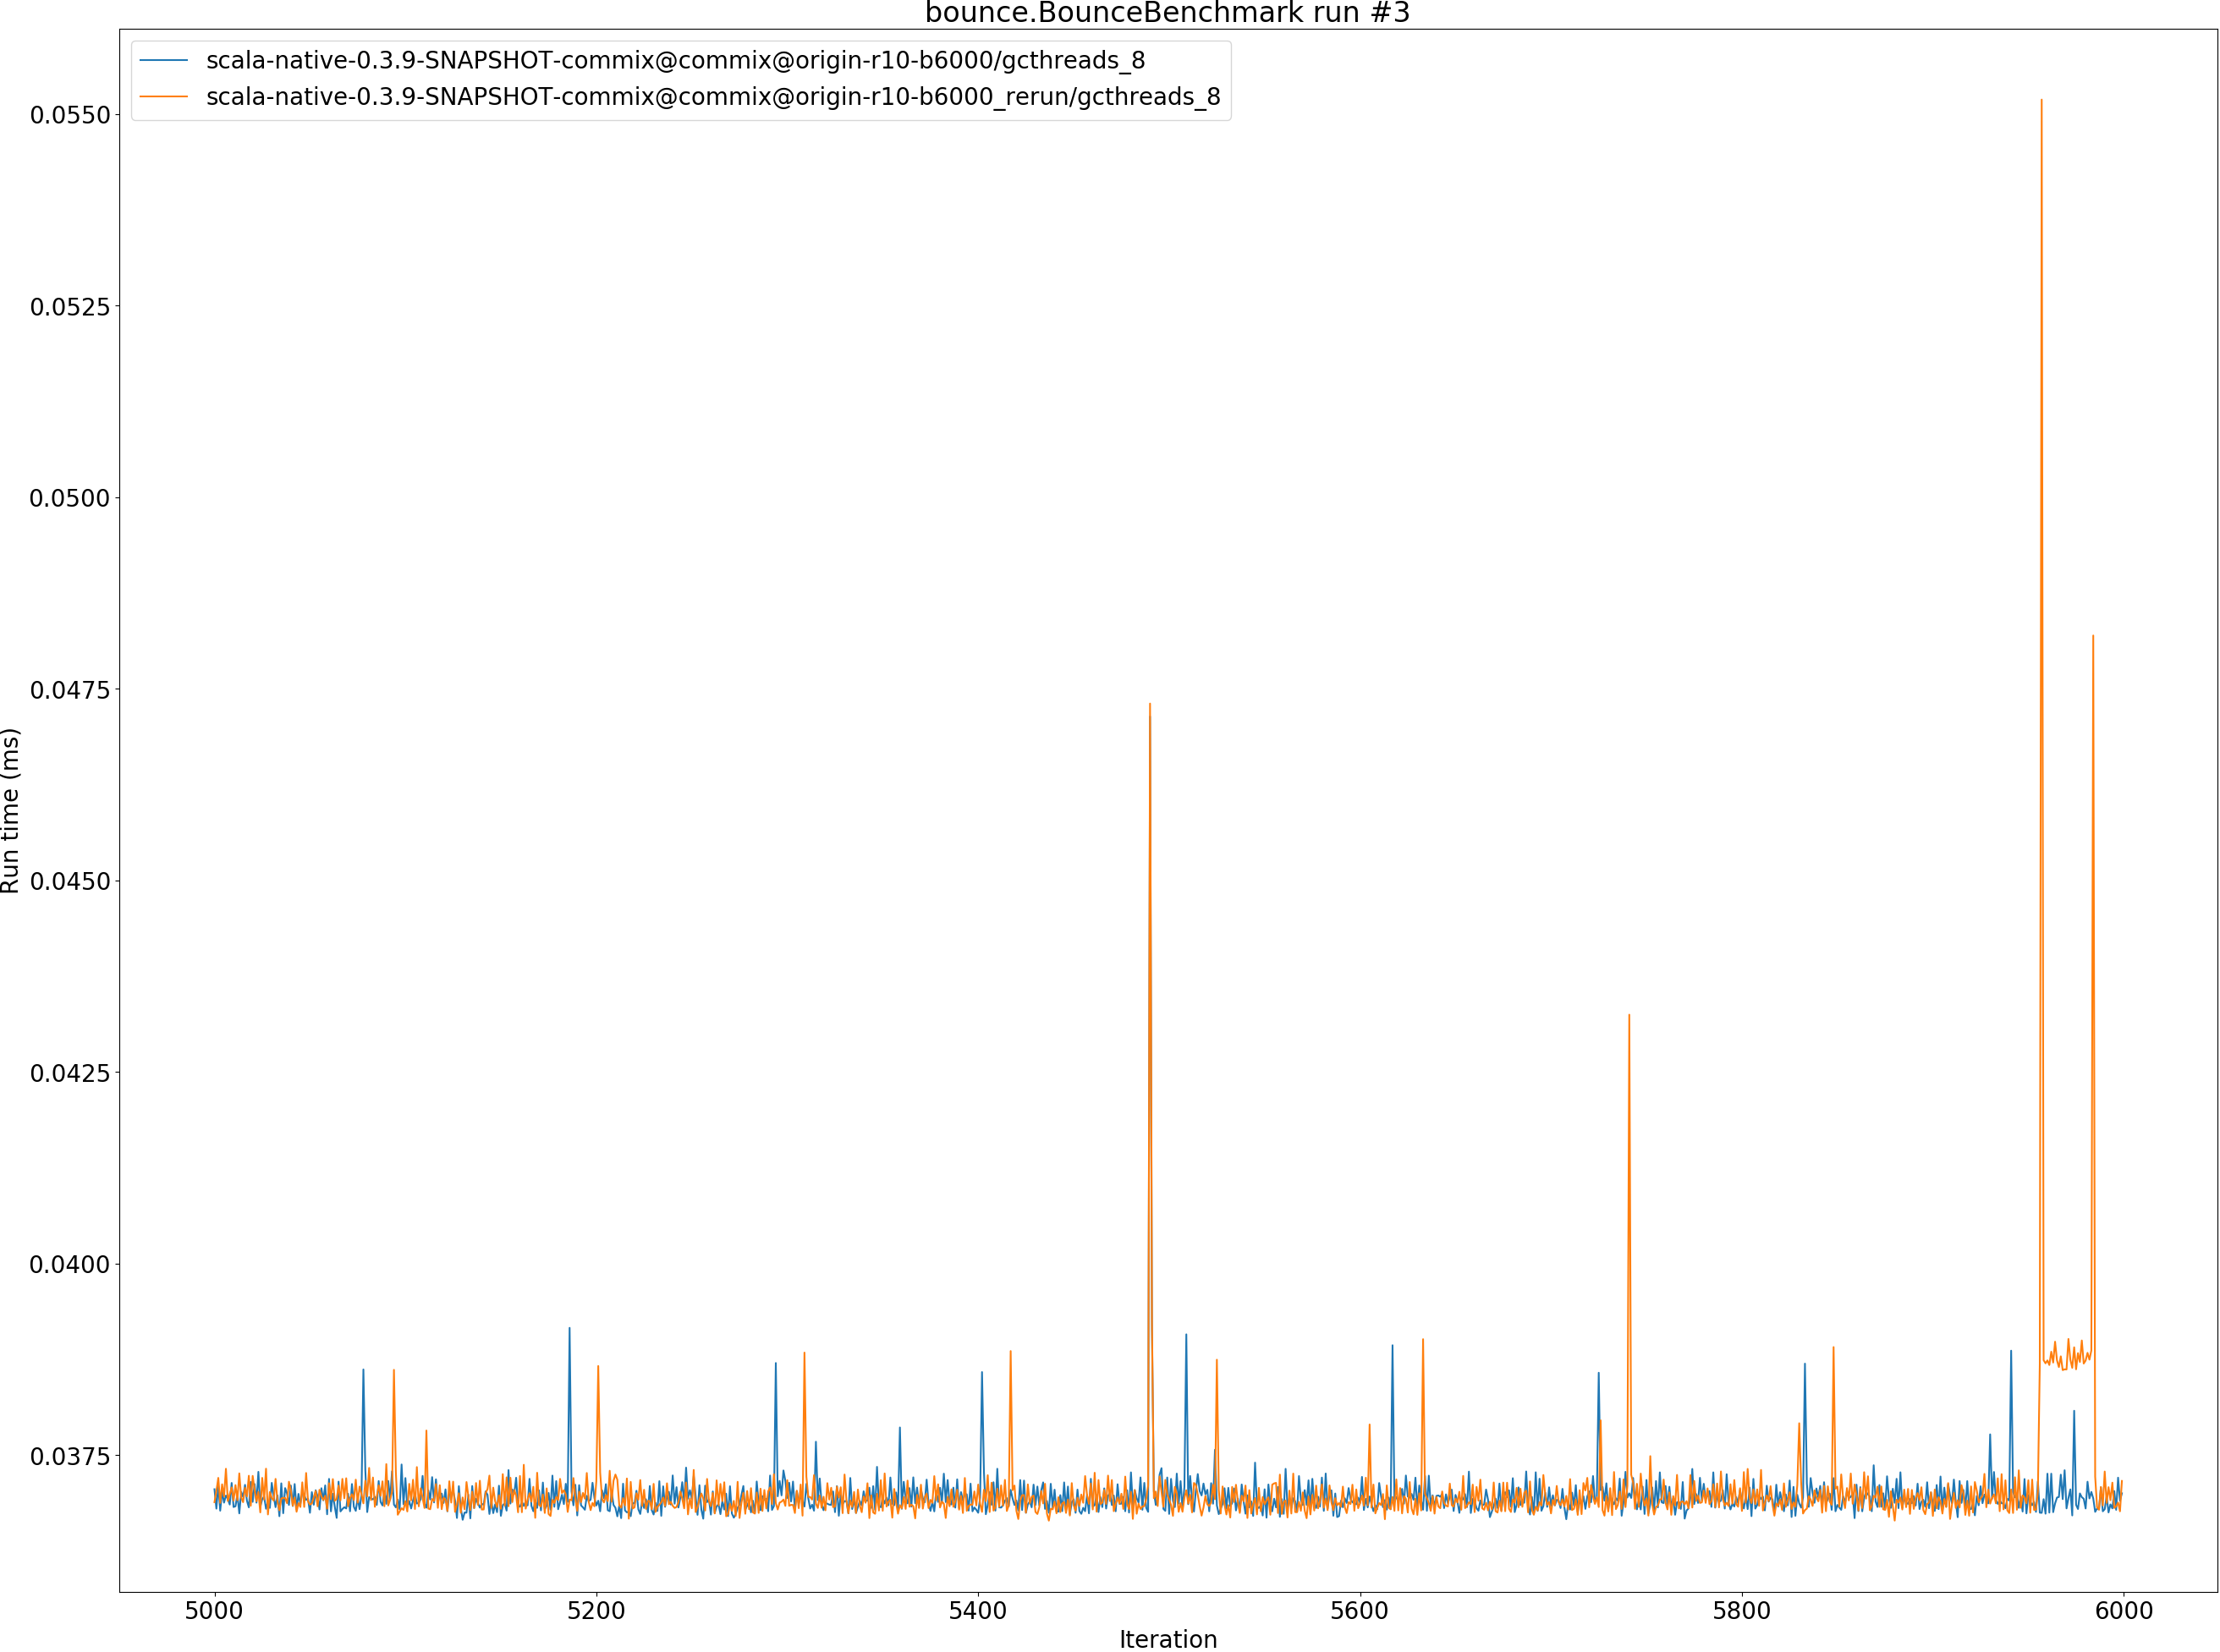 bounce.BounceBenchmark run #3
scala-native-0.3.9-SNAPSHOT-commix@commix@origin-r10-b6000/gcthreads_8
scala-native-0.3.9-SNAPSHOT-commix@commix@origin-r10-b6000_rerun/gcthreads_8
0.0550
0.0525
0.0500
0.0475
0.0450
0.0425
0.0400
0.0375
Run time (ms)
5000 5200 5400 5600 5800 6000
Iteration